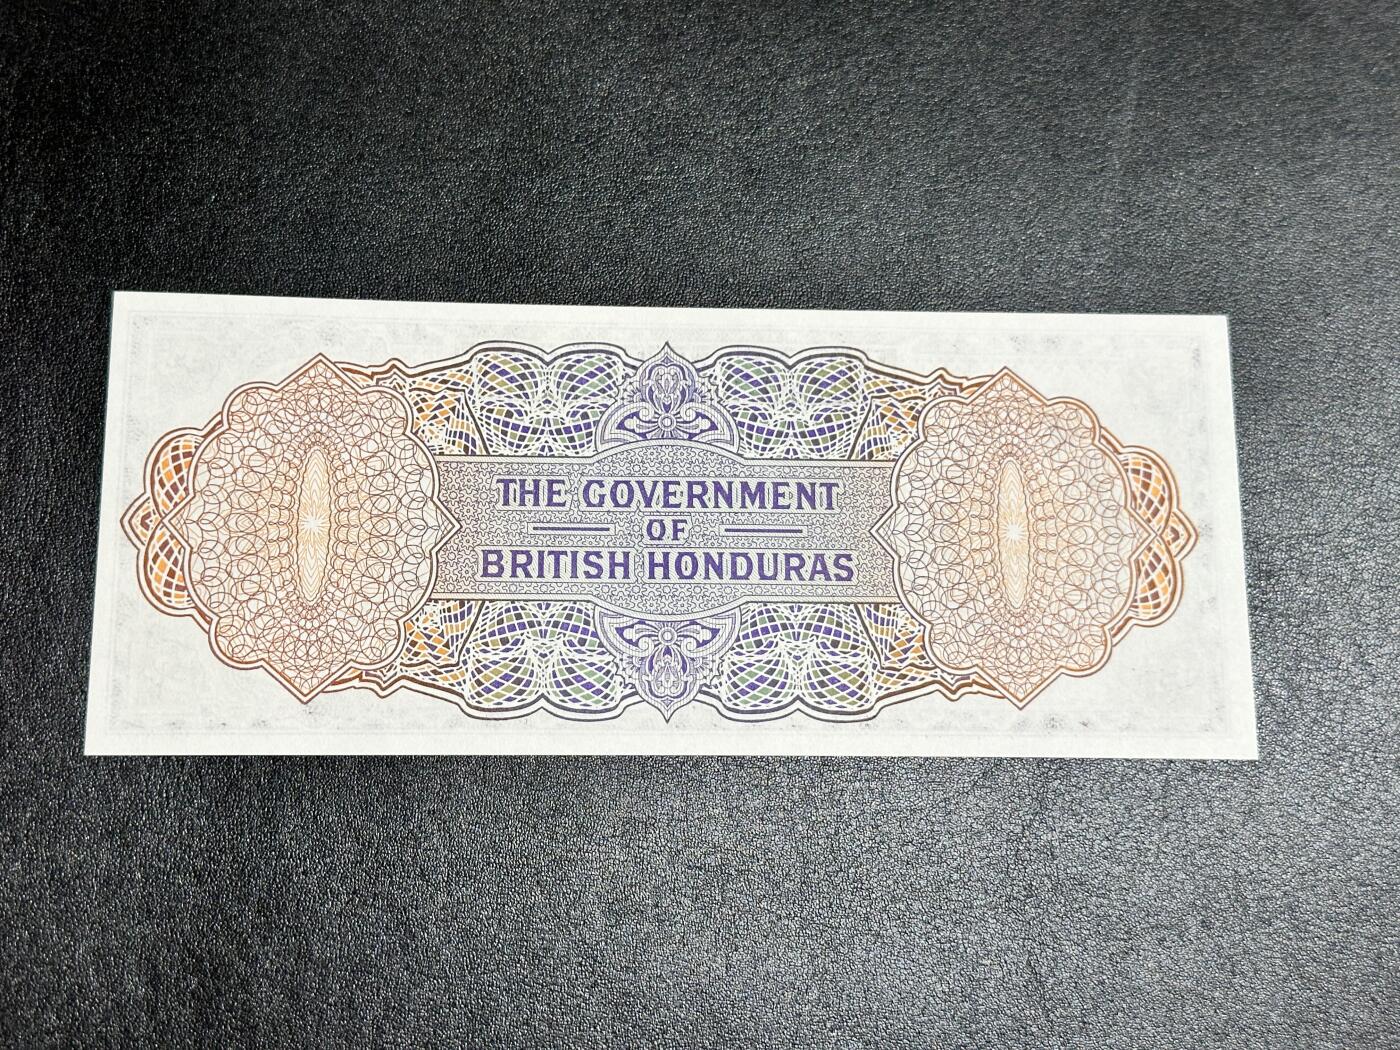 THE GOVERNMENT
OF
BRITISH HONDURAS